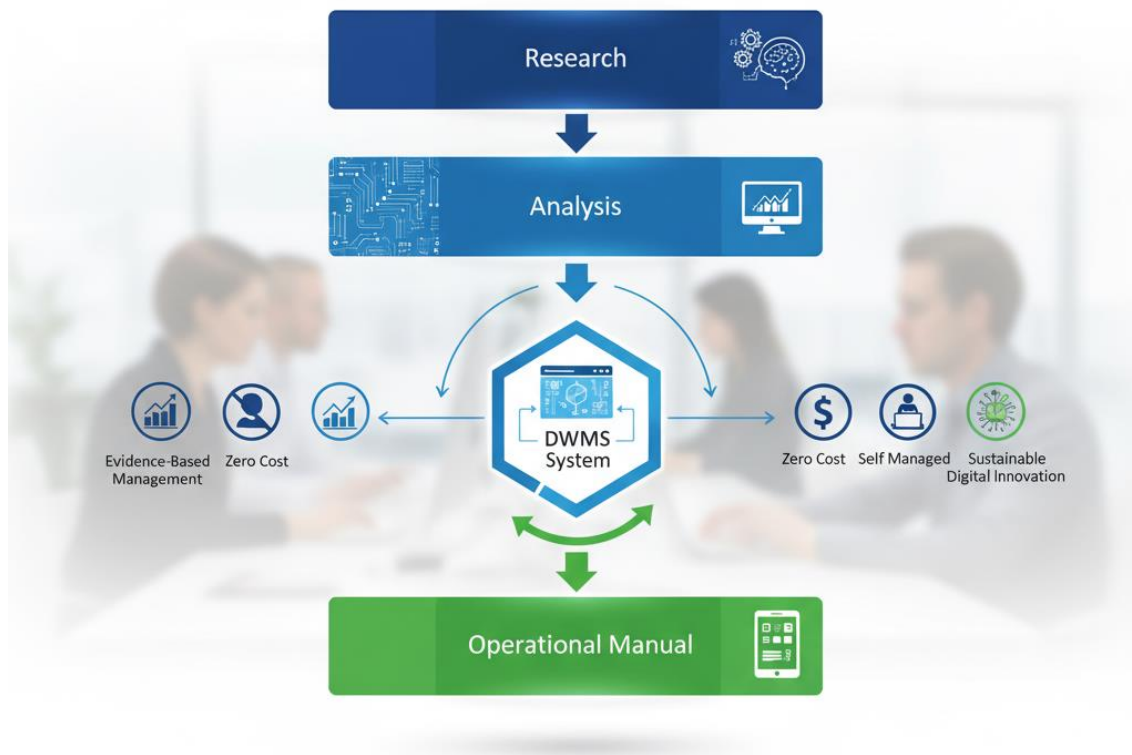 Research
Analysis
DWMS
System
Evidence-Based
Management
Zero Cost
Zero Cost
Self Managed
Sustainable
Digital Innovation
Operational Manual